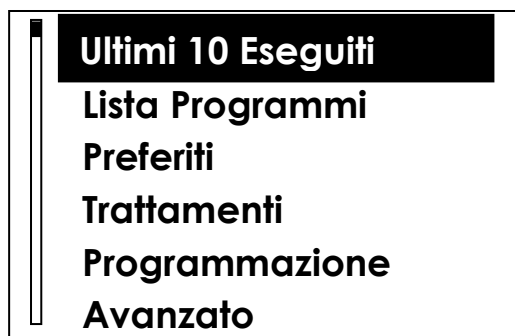 Ultimi 10 Eseguiti
Lista Programmi
Preferiti
Trattamenti
Programmazione
Avanzato